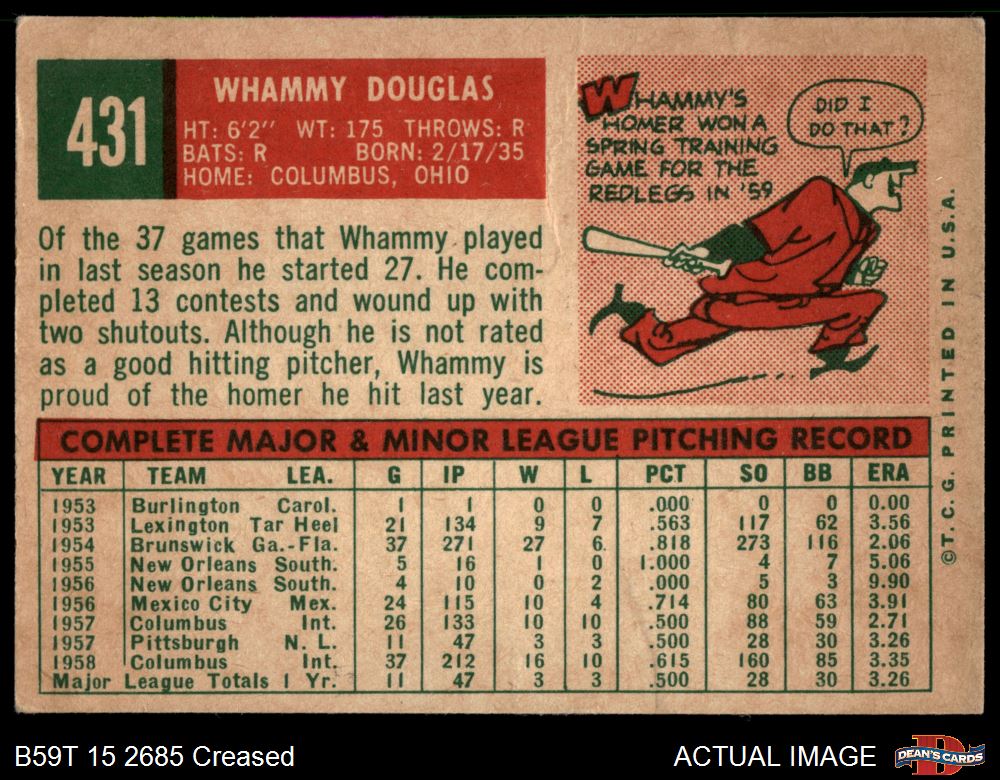 431
WHAMMY DOUGLAS
HT: 6'2" WT: 175 THROWS: R
BATS: R BORN: 2/17/35
HOME: COLUMBUS, OHIO
Of the 37 games that Whammy played
in last season he started 27. He com-
pleted 13 contests and wound up with
two shutouts. Although he is not rated
as a good hitting pitcher, Whammy is
proud of the homer he hit last year.
WHAMMY'S
HOMER WON A
SPRING TRAINING
GAME FOR THE
REDLEGS IN '59
DID I
DO THAT?
COMPLETE MAJOR & MINOR LEAGUE PITCHING RECORD
YEAR TEAM LEA. G IP W L PCT SO BB ERA
1953 Burlington Carol. 1 1 0 0 .000 0 0 0.00
1953 Lexington Tar Heel 21 134 9 7 .563 117 62 3.56
1954 Brunswick Ga.-Fla. 37 271 27 6 .818 273 116 2.06
1955 New Orleans South. 5 16 1 0 1.000 4 7 5.06
1956 New Orleans South. 4 10 0 2 .000 5 3 9.90
1956 Mexico City Mex. 24 115 10 4 .714 80 63 3.91
1957 Columbus Int. 26 133 10 10 .500 88 59 2.71
1957 Pittsburgh N. L. 11 47 3 3 .500 28 30 3.26
1958 Columbus Int. 37 212 16 10 .615 160 85 3.35
Major League Totals 1 Yr. 11 47 3 3 .500 28 30 3.26
©T.C.G. PRINTED IN U.S.A.
B59T 15 2685 Creased
ACTUAL IMAGE
DEAN'S CARDS